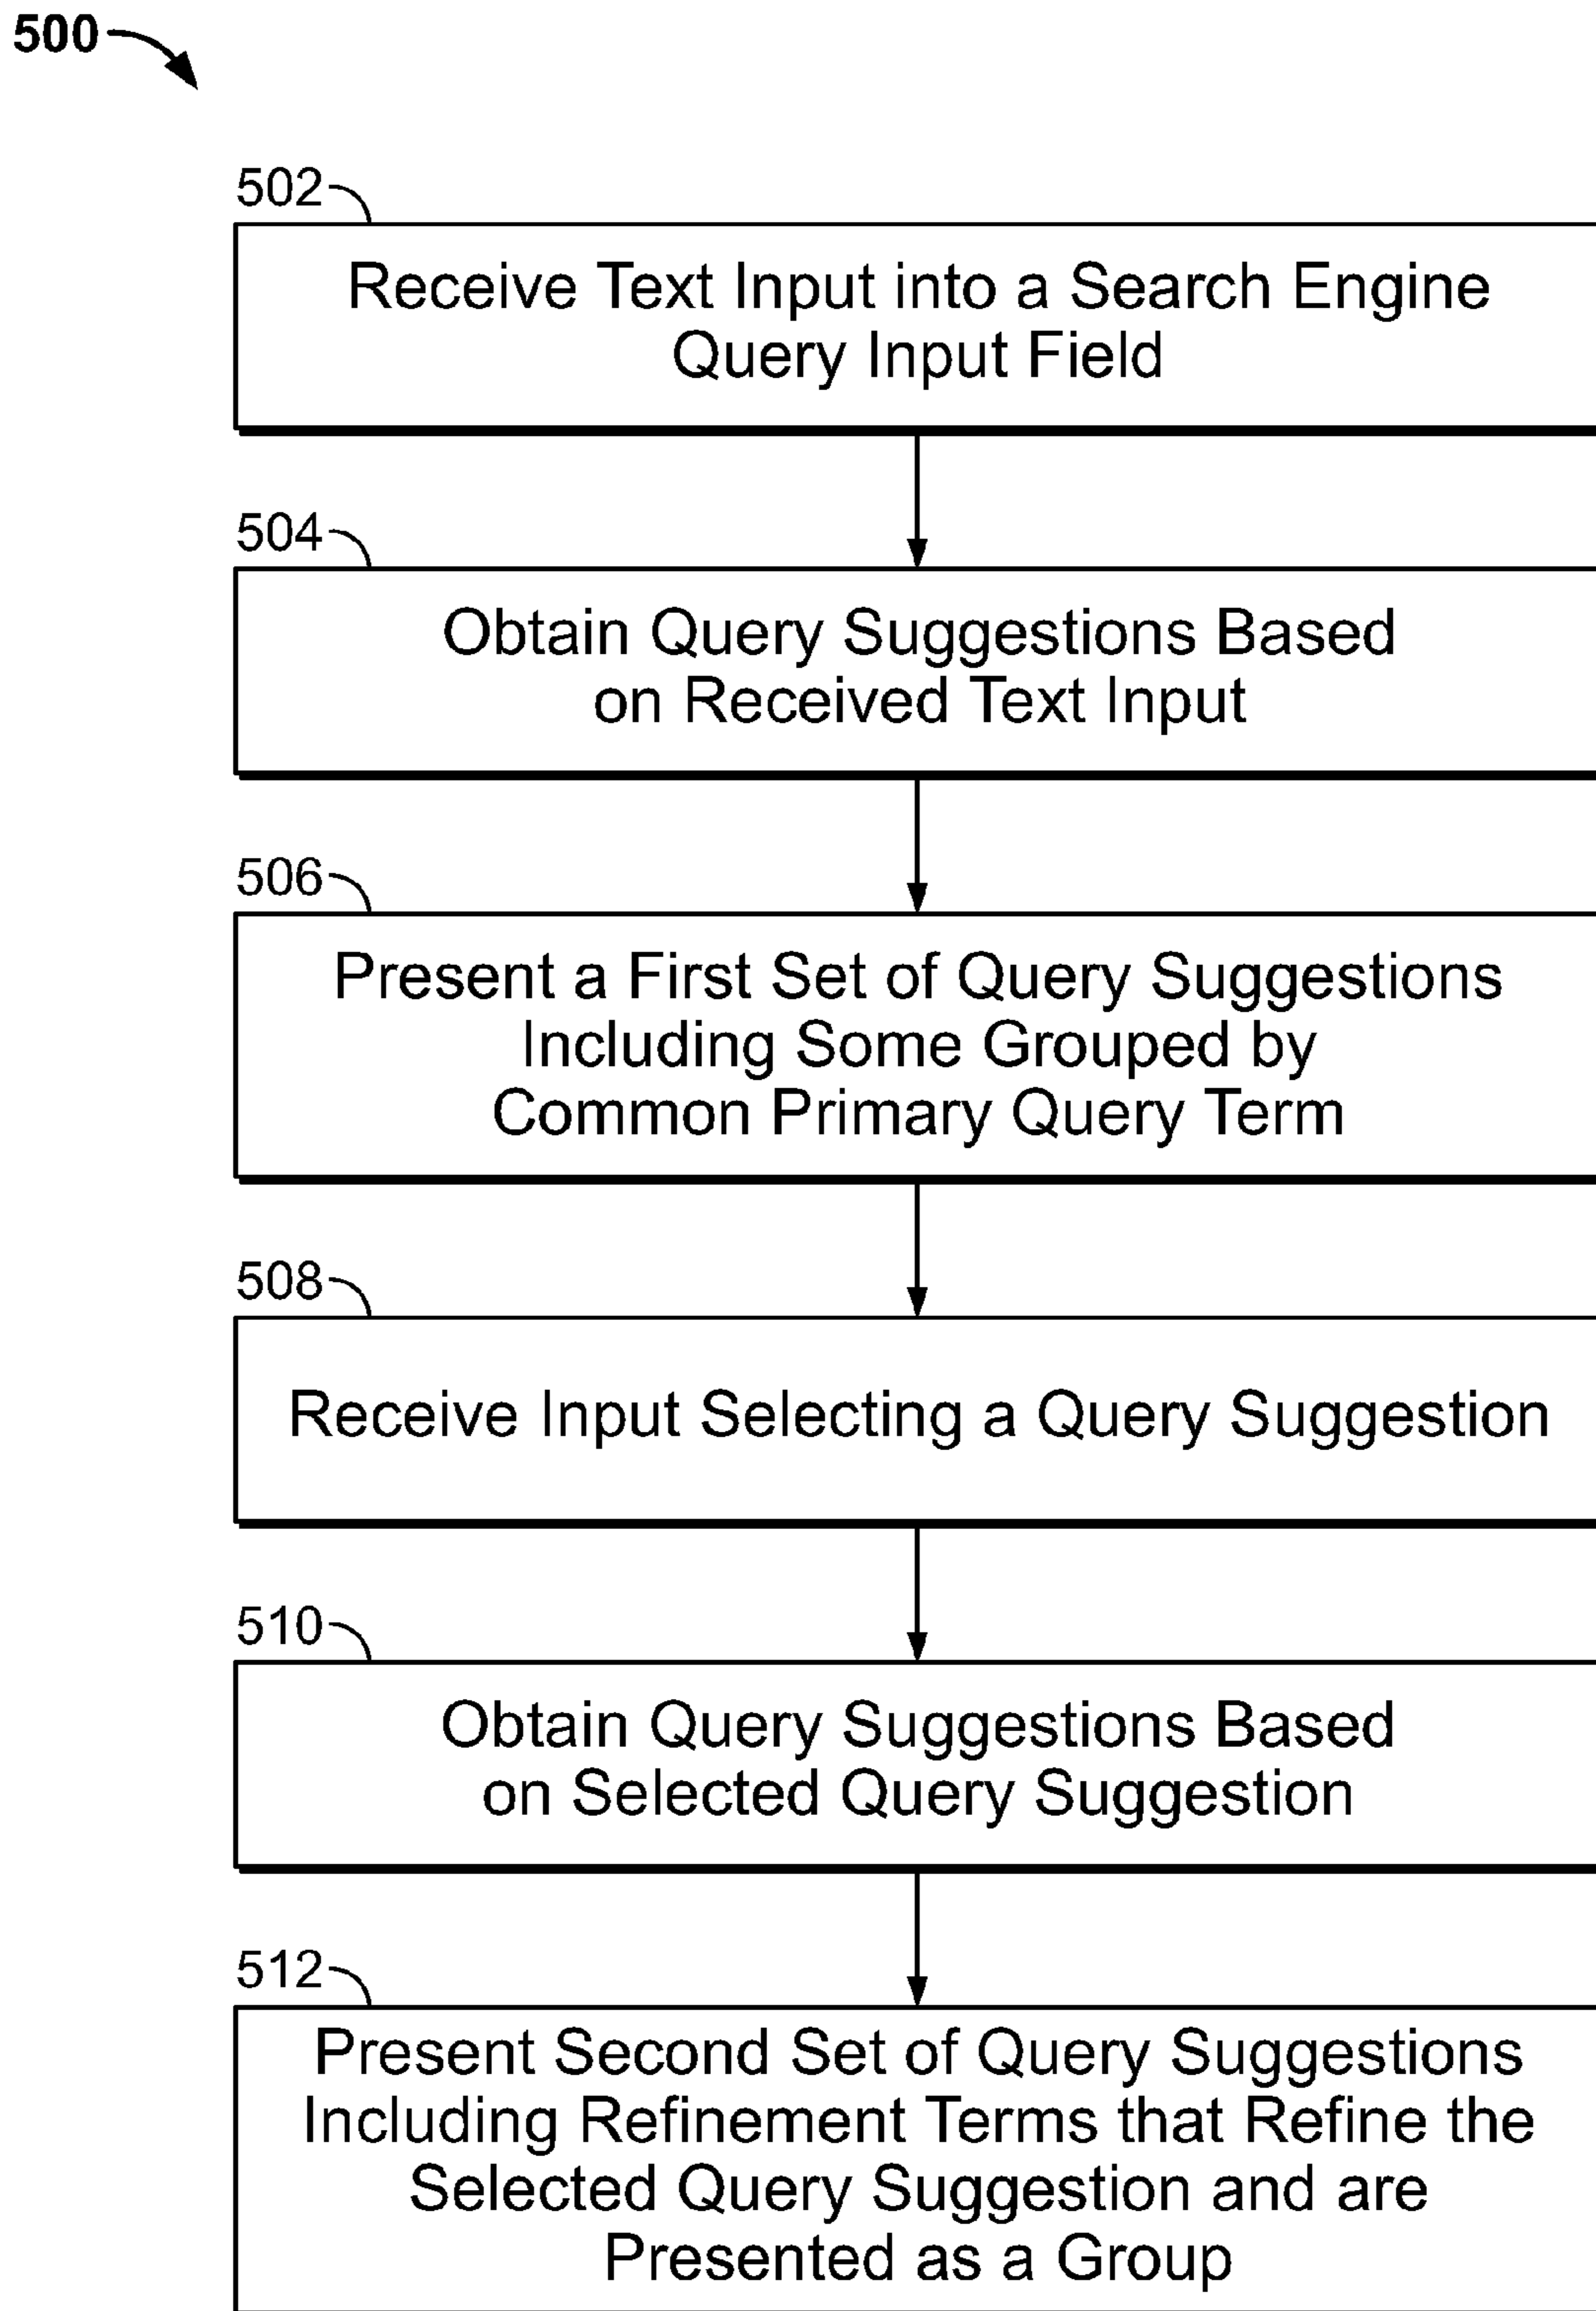 500
502
Receive Text Input into a Search Engine
Query Input Field
504
Obtain Query Suggestions Based
on Received Text Input
506
Present a First Set of Query Suggestions
Including Some Grouped by
Common Primary Query Term
508
Receive Input Selecting a Query Suggestion
510
Obtain Query Suggestions Based
on Selected Query Suggestion
512
Present Second Set of Query Suggestions
Including Refinement Terms that Refine the
Selected Query Suggestion and are
Presented as a Group